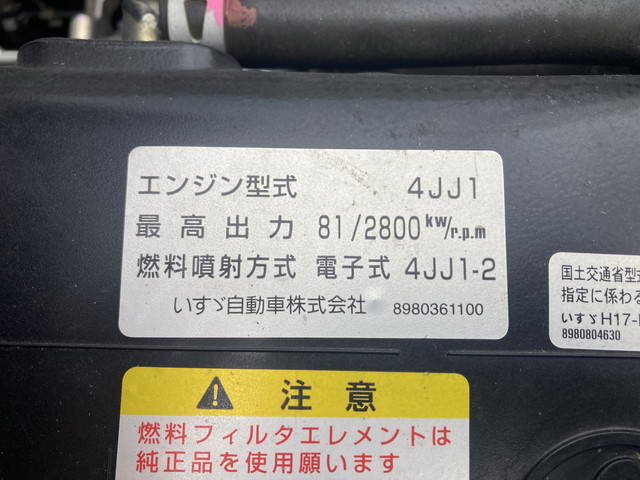 エンジン型式 4JJ1
最高出力 81/2800 kW/r.p.m
燃料噴射方式 電子式 4JJ1-2
いすゞ自動車株式会社 8980361100
国土交通省型式
指定に係わる
いすゞH17-
8980804630
注意
燃料フィルタエレメントは
純正品を使用願います